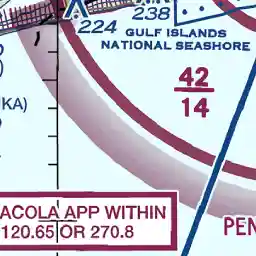 224
238
GULF ISLANDS
NATIONAL SEASHORE
42
14
KA)
ACOLA APP WITHIN
120.65 OR 270.8
PEN